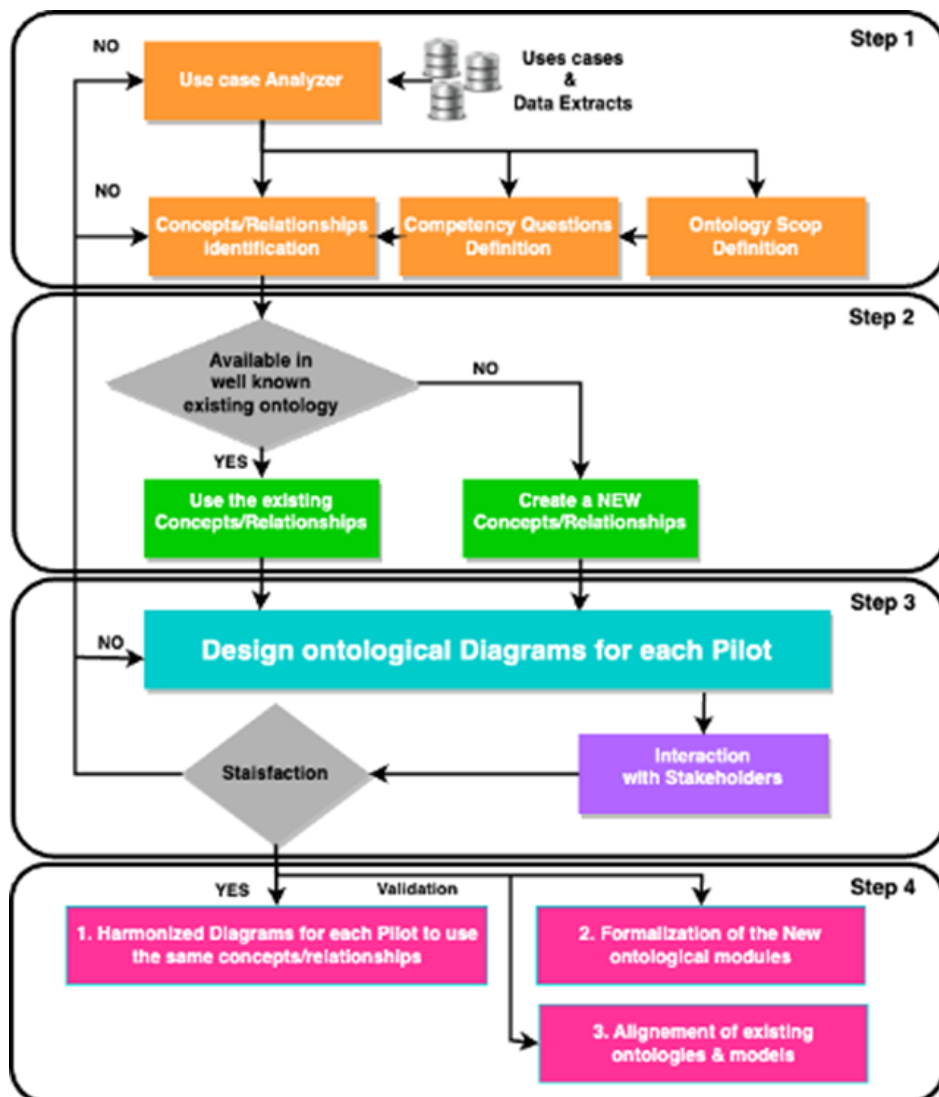 Step 1
NO
Use case Analyzer
Uses cases
&
Data Extracts
NO
Concepts/Relationships
identification
Competency Questions
Definition
Ontology Scop
Definition
Step 2
Available in
well known
existing ontology
NO
YES
Use the existing
Concepts/Relationships
Create a NEW
Concepts/Relationships
Step 3
NO
Design ontological Diagrams for each Pilot
Staisfaction
Interaction
with Stakeholders
Step 4
YES
Validation
1. Harmonized Diagrams for each Pilot to use
the same concepts/relationships
2. Formalization of the New
ontological modules
3. Alignement of existing
ontologies & models